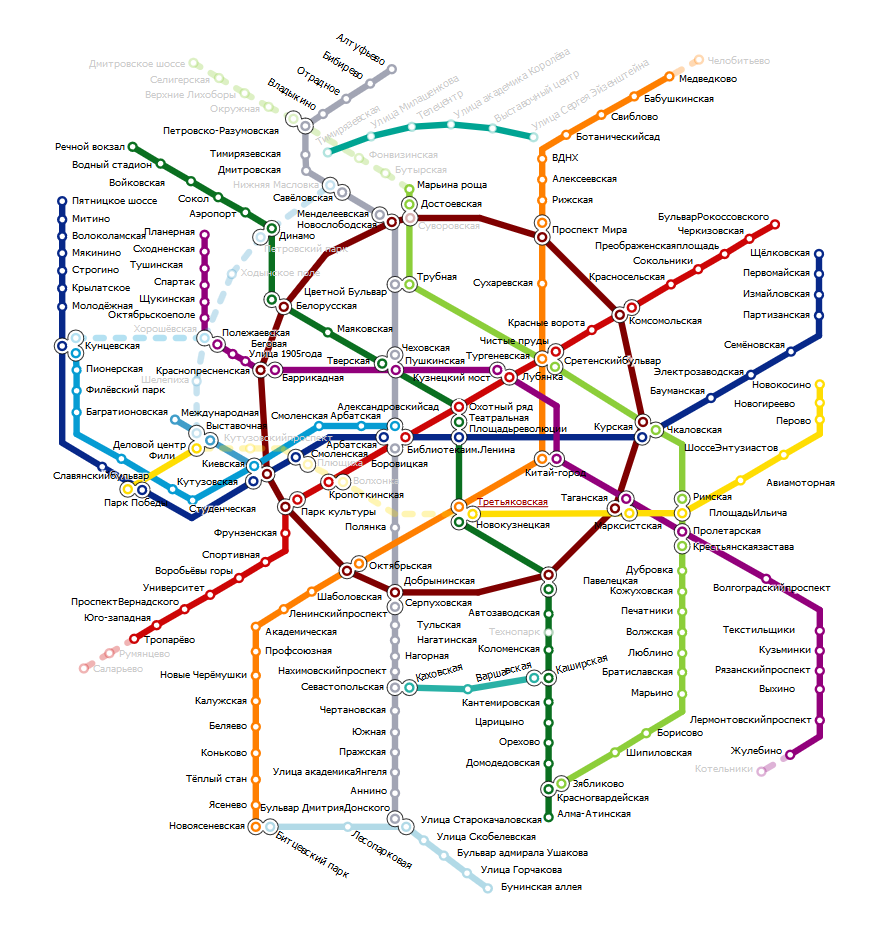 Алтуфьево
Бибирево
Отрадное
Владыкино
Дмитровское шоссе
Селигерская
Верхние Лихоборы
Окружная
Петровско-Разумовская
Тимирязевская
Улица Милашенкова
Телецентр
Улица академика Королёва
Выставочный центр
Улица Сергея Эйзенштейна
Челобитьево
Медведково
Бабушкинская
Свиблово
Ботаническийсад
Речной вокзал
Водный стадион
Войковская
Сокол
Аэропорт
Тимирязевская
Дмитровская
Фонвизинская
Бутырская
ВДНХ
Алексеевская
Рижская
Нижняя Масловка
Савёловская
Марьина роща
Достоевская
Менделеевская
Новослободская
Суворовская
Проспект Мира
БульварРокоссовского
Черкизовская
Преображенскаяплощадь
Сокольники
Красносельская
Пятницкое шоссе
Митино
Волоколамская
Мякинино
Строгино
Крылатское
Молодёжная
Планерная
Сходненская
Тушинская
Спартак
Щукинская
Октябрьскоеполе
Динамо
Петровский парк
Ходынское поле
Хорошёвская
Трубная
Цветной Бульвар
Сухаревская
Щёлковская
Первомайская
Измайловская
Партизанская
Семёновская
Электрозаводская
Бауманская
Белорусская
Маяковская
Красные ворота
Комсомольская
Кунцевская
Полежаевская
Беговая
Улица 1905года
Краснопресненская
Баррикадная
Тверская
Чеховская
Пушкинская
Кузнецкий мост
Чистые пруды
Тургеневская
Сретенскийбульвар
Лубянка
Пионерская
Филёвский парк
Багратионовская
Шелепиха
Международная
Выставочная
Деловой центр
Фили
Кутузовскийпроспект
Киевская
Кутузовская
Студенческая
Славянскийбульвар
Парк Победы
Смоленская
Арбатская
Александровскийсад
Арбатская
Смоленская
Плющиха
Волхонка
Боровицкая
Библиотекаим.Ленина
Охотный ряд
Театральная
Площадьреволюции
Курская
Чкаловская
Новокосино
Новогиреево
Перово
ШоссеЭнтузиастов
Авиамоторная
Китай-город
Таганская
Марксистская
Римская
ПлощадьИльича
Пролетарская
Крестьянскаязастава
Кропоткинская
Парк культуры
Полянка
Третьяковская
Новокузнецкая
Фрунзенская
Спортивная
Воробьёвы горы
Университет
ПроспектВернадского
Юго-западная
Тропарёво
Румянцево
Саларьево
Октябрьская
Добрынинская
Серпуховская
Павелецкая
Шаболовская
Ленинскийпроспект
Академическая
Профсоюзная
Новые Черёмушки
Калужская
Беляево
Коньково
Тёплый стан
Ясенево
Новоясеневская
Тульская
Нагатинская
Нагорная
Нахимовскийпроспект
Севастопольская
Каховская
Варшавская
Каширская
Чертановская
Южная
Пражская
Улица академикаЯнгеля
Аннино
Бульвар ДмитрияДонского
Автозаводская
Технопарк
Коломенская
Кантемировская
Царицыно
Орехово
Домодедовская
Красногвардейская
Алма-Атинская
Дубровка
Кожуховская
Печатники
Волжская
Люблино
Братиславская
Марьино
Борисово
Шипиловская
Зябликово
Волгоградскийпроспект
Текстильщики
Кузьминки
Рязанскийпроспект
Выхино
Лермонтовскийпроспект
Жулебино
Котельники
Битцевский парк
Лесопарковая
Улица Старокачаловская
Улица Скобелевская
Бульвар адмирала Ушакова
Улица Горчакова
Бунинская аллея